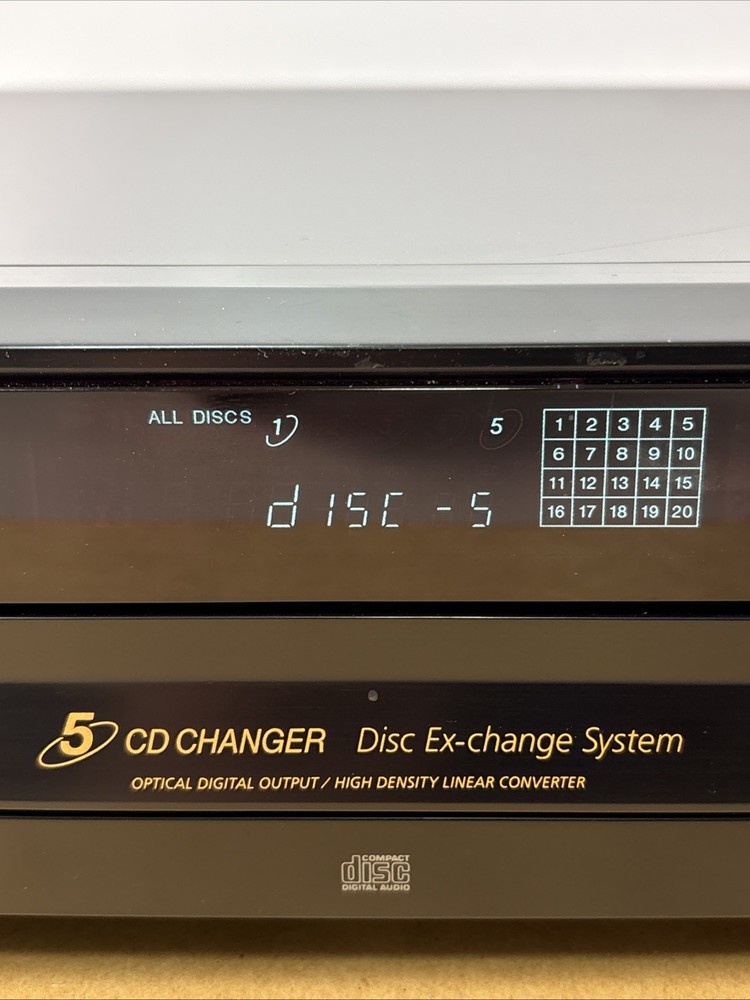 ALL DISCS 1 5
1 2 3 4 5
6 7 8 9 10
11 12 13 14 15
16 17 18 19 20
dISC -5
5 CD CHANGER Disc Ex-change System
OPTICAL DIGITAL OUTPUT / HIGH DENSITY LINEAR CONVERTER
COMPACT
disc
DIGITAL AUDIO